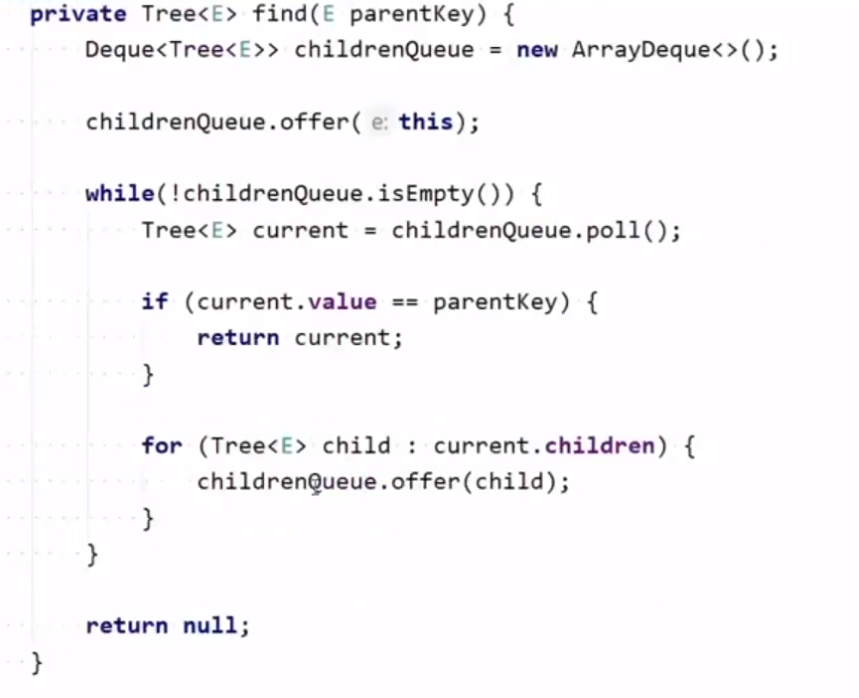 private Tree<E> find(E parentKey) {
Deque<Tree<E>> childrenQueue = new ArrayDeque<>();
childrenQueue.offer( e: this);
while(!childrenQueue.isEmpty()) {
Tree<E> current = childrenQueue.poll();
if (current.value == parentKey) {
return current;
}
for (Tree<E> child : current.children) {
childrenQueue.offer(child);
}
}
return null;
}